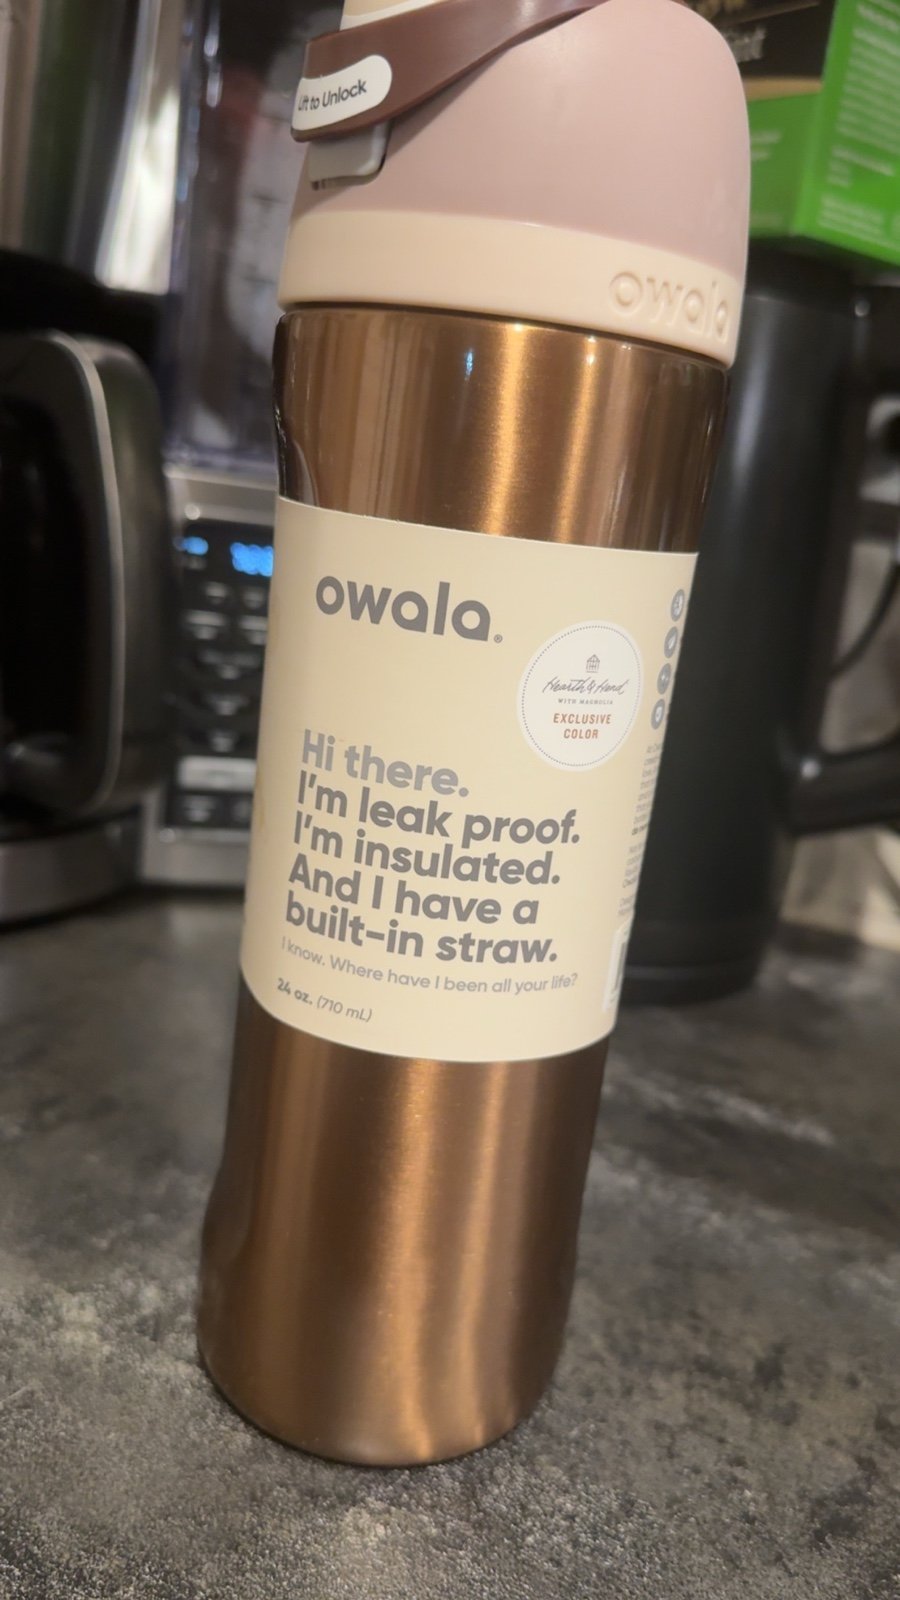 Lift to Unlock
owala
owala®
Hearth & Hand
WITH MAGNOLIA
EXCLUSIVE
COLOR
Hi there.
I'm leak proof.
I'm insulated.
And I have a
built-in straw.
I know. Where have I been all your life?
24 oz. (710 mL)